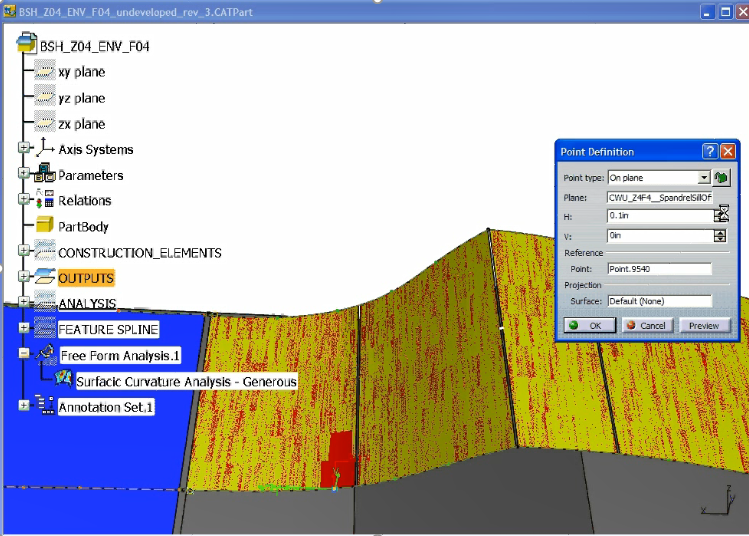 BSH_Z04_ENV_F04_undeveloped_rev_3.CATPart
BSH_Z04_ENV_F04
xy plane
yz plane
zx plane
Axis Systems
Parameters
Relations
PartBody
CONSTRUCTION_ELEMENTS
OUTPUTS
ANALYSIS
FEATURE SPLINE
Free Form Analysis.1
Surfacic Curvature Analysis - Generous
Annotation Set.1
Point Definition
Point type: On plane
Plane: CWU_Z4F4__SpandrelSillOf
H: 0.1in
V: 0in
Reference
Point: Point.9540
Projection
Surface: Default (None)
OK Cancel Preview
z
y
x